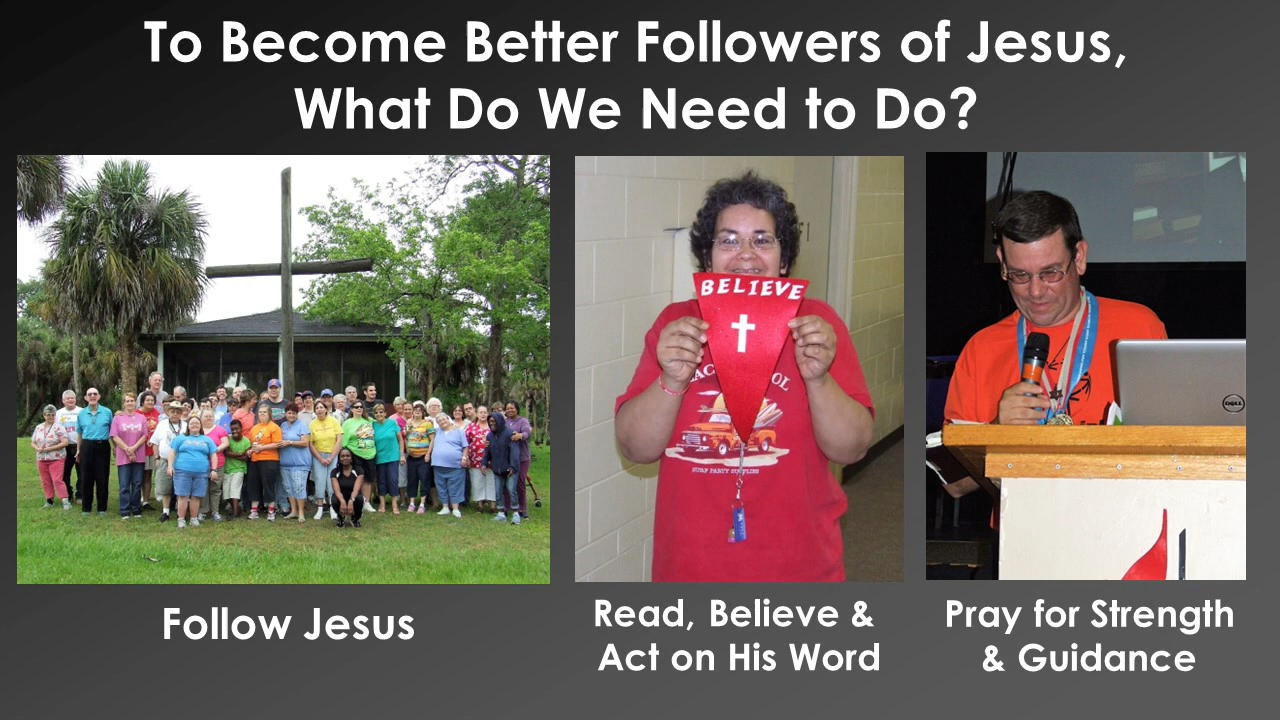 To Become Better Followers of Jesus,
What Do We Need to Do?
BELIEVE
DELL
Follow Jesus
Read, Believe &
Act on His Word
Pray for Strength
& Guidance